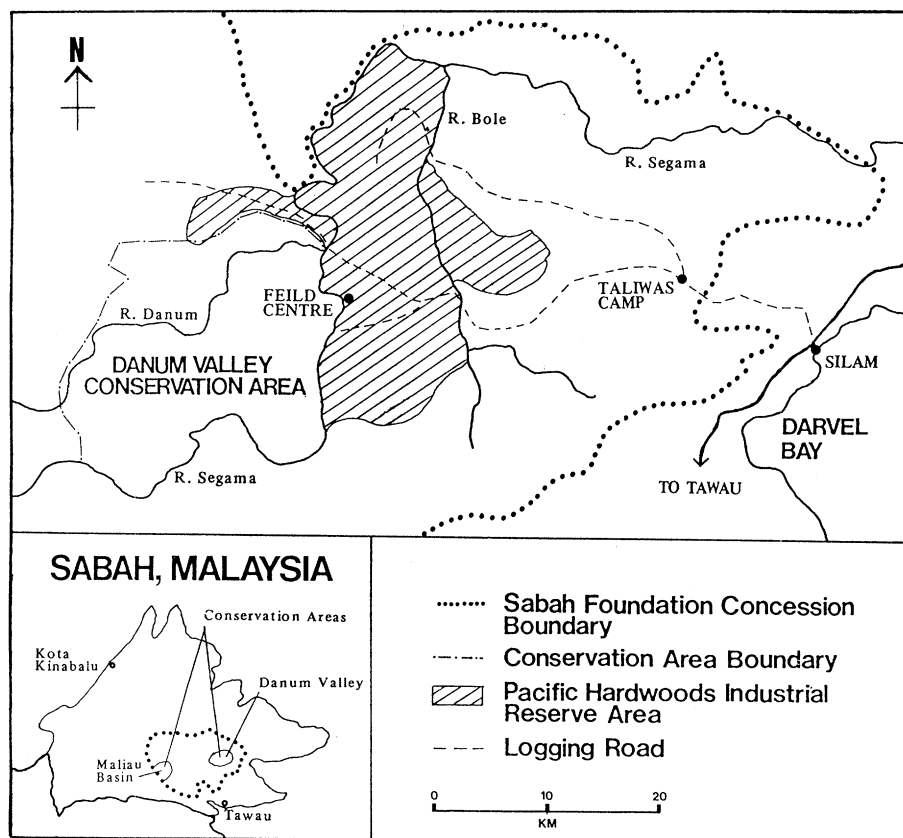 N
R. Bole
R. Segama
FEILD
CENTRE
TALIWAS
CAMP
R. Danum
DANUM VALLEY
CONSERVATION AREA
SILAM
DARVEL
BAY
R. Segama
TO TAWAU
SABAH, MALAYSIA
Conservation Areas
Kota
Kinabalu
Danum Valley
Maliau
Basin
Tawau
Sabah Foundation Concession
Boundary
Conservation Area Boundary
Pacific Hardwoods Industrial
Reserve Area
Logging Road
0 10 20
KM